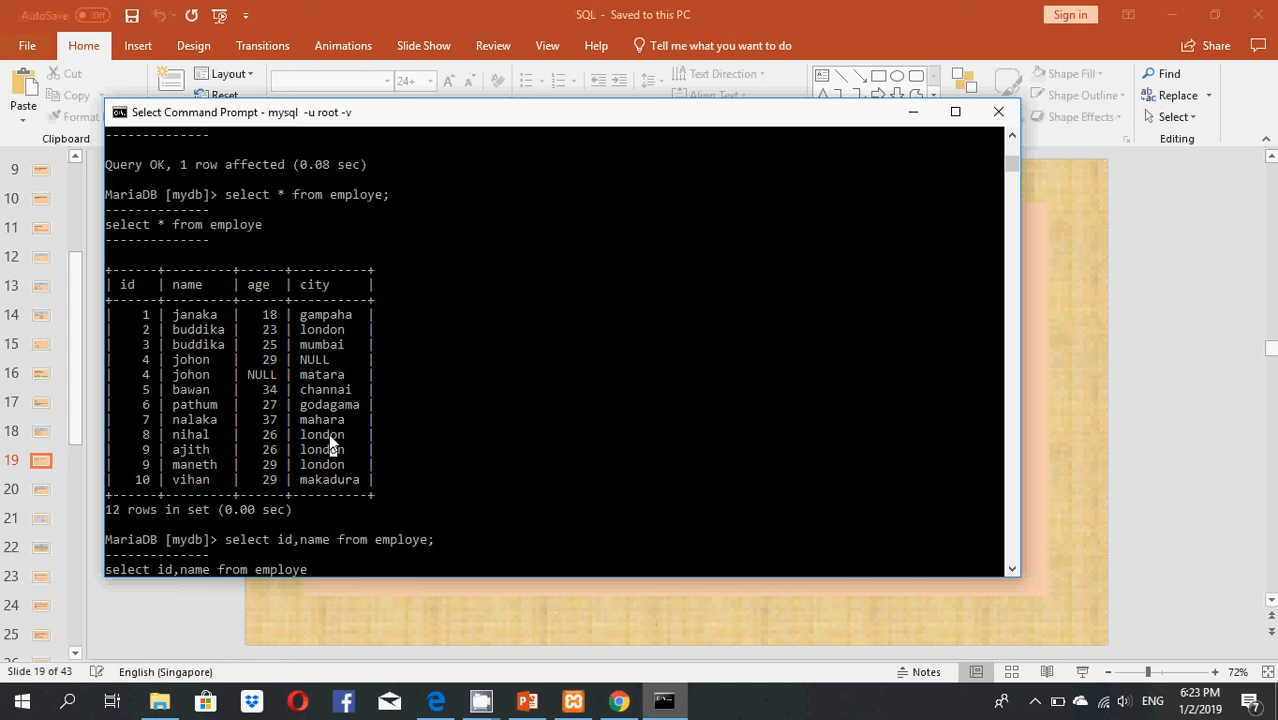 AutoSave Off
SQL - Saved to this PC
Sign in
File Home Insert Design Transitions Animations Slide Show Review View Help Tell me what you want to do Share
Paste
Cut
Copy
Format
Clipboard
Layout
Reset
24+
Text Direction
Align Text
Shape Fill
Shape Outline
Shape Effects
Find
Replace
Select
Editing
Select Command Prompt - mysql -u root -v
--------------
Query OK, 1 row affected (0.08 sec)
MariaDB [mydb]> select * from employe;
--------------
select * from employe
--------------
+------+---------+------+----------+
| id | name | age | city |
+------+---------+------+----------+
| 1 | janaka | 18 | gampaha |
| 2 | buddika | 23 | london |
| 3 | buddika | 25 | mumbai |
| 4 | johon | 29 | NULL |
| 4 | johon | NULL | matara |
| 5 | bawan | 34 | channai |
| 6 | pathum | 27 | godagama |
| 7 | nalaka | 37 | mahara |
| 8 | nihal | 26 | london |
| 9 | ajith | 26 | london |
| 9 | maneth | 29 | london |
| 10 | vihan | 29 | makadura |
+------+---------+------+----------+
12 rows in set (0.00 sec)
MariaDB [mydb]> select id,name from employe;
--------------
select id,name from employe
9
10
11
12
13
14
15
16
17
18
19
20
21
22
23
24
25
Slide 19 of 43
English (Singapore)
Notes
72%
ENG
6:23 PM
1/2/2019
7